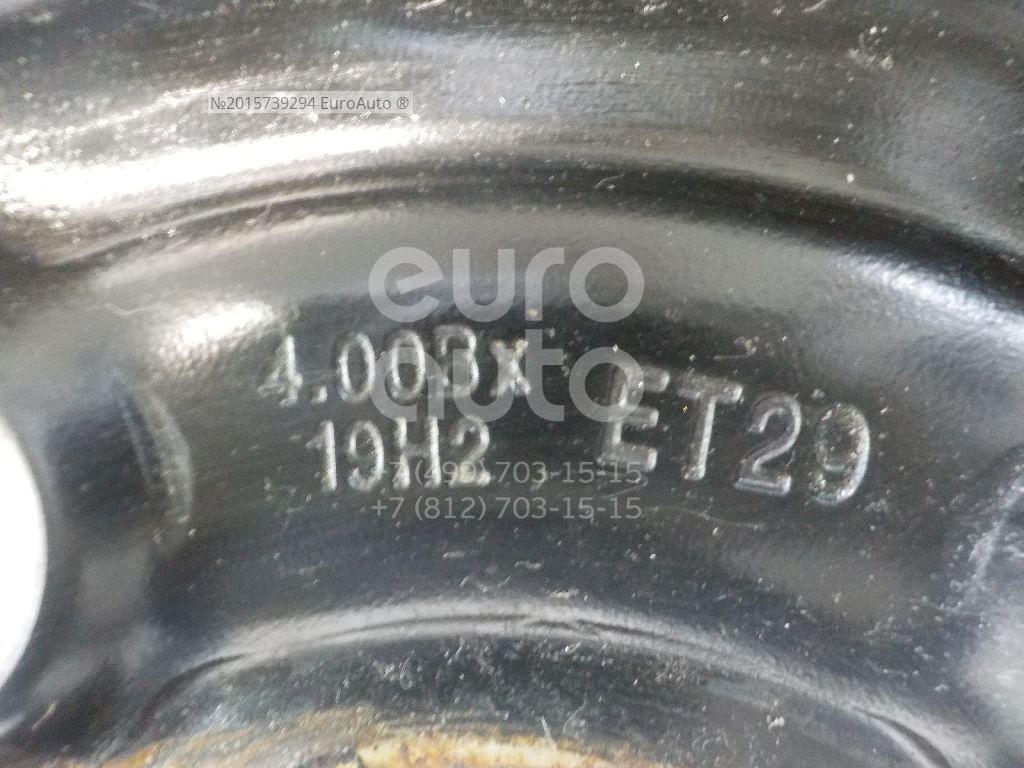 №2015739294 EuroAuto ®
euro
auto
4.00Bx
19H2
ET29
+7 (499) 703-15-15
+7 (812) 703-15-15